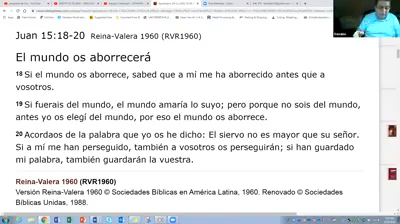 Juan 15:18-20 Reina-Valera 1960 (RVR1960)
El mundo os aborrecerá
18 Si el mundo os aborrece, sabed que a mí me ha aborrecido antes que a
vosotros.
19 Si fuerais del mundo, el mundo amaría lo suyo; pero porque no sois del mundo,
antes yo os elegí del mundo, por eso el mundo os aborrece.
20 Acordaos de la palabra que yo os he dicho: El siervo no es mayor que su señor.
Si a mí me han perseguido, también a vosotros os perseguirán; si han guardado
mi palabra, también guardarán la vuestra.
Reina-Valera 1960 (RVR1960)
Versión Reina-Valera 1960 © Sociedades Bíblicas en América Latina, 1960. Renovado © Sociedades
Bíblicas Unidas, 1988.